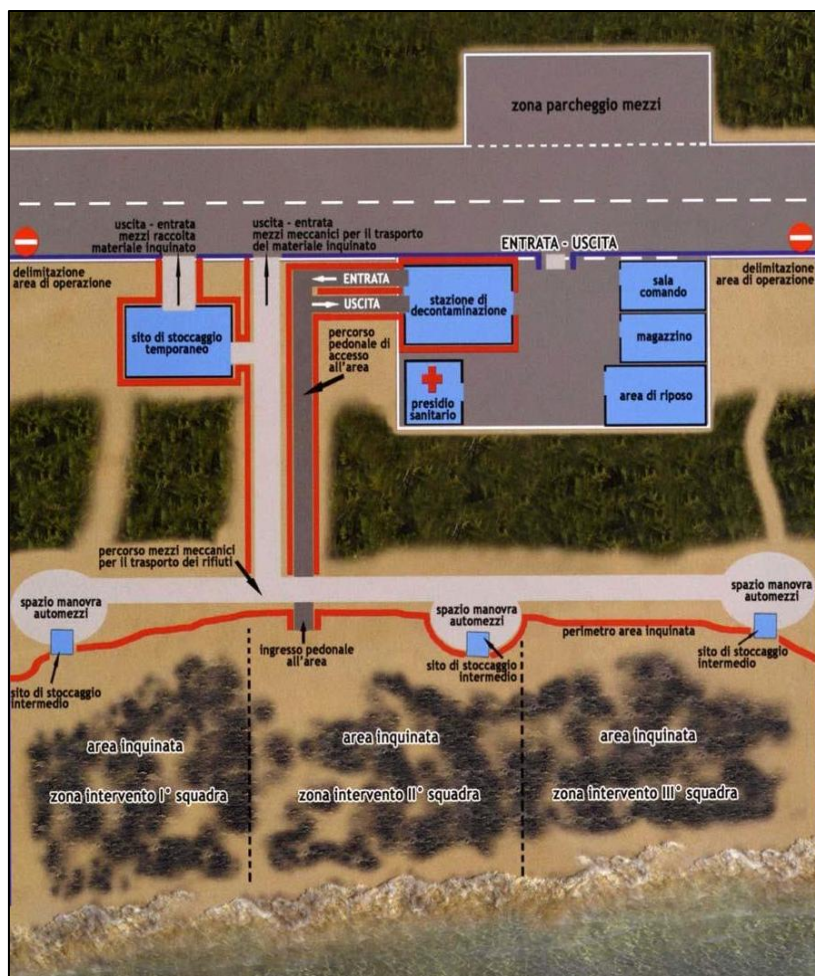 zona parcheggio mezzi
uscita - entrata
mezzi raccolta
materiale inquinato
uscita - entrata
mezzi meccanici per il trasporto
del materiale inquinato
ENTRATA - USCITA
delimitazione
area di operazione
ENTRATA
USCITA
stazione di
decontaminazione
sala
comando
delimitazione
area di operazione
sito di stoccaggio
temporaneo
percorso
pedonale di
accesso
all'area
magazzino
presidio
sanitario
area di riposo
percorso mezzi meccanici
per il trasporto dei rifiuti
spazio manovra
automezzi
spazio manovra
automezzi
spazio manovra
automezzi
perimetro area inquinata
ingresso pedonale
all'area
sito di stoccaggio
intermedio
sito di stoccaggio
intermedio
sito di stoccaggio
intermedio
area inquinata
area inquinata
area inquinata
zona intervento I° squadra
zona intervento II° squadra
zona intervento III° squadra